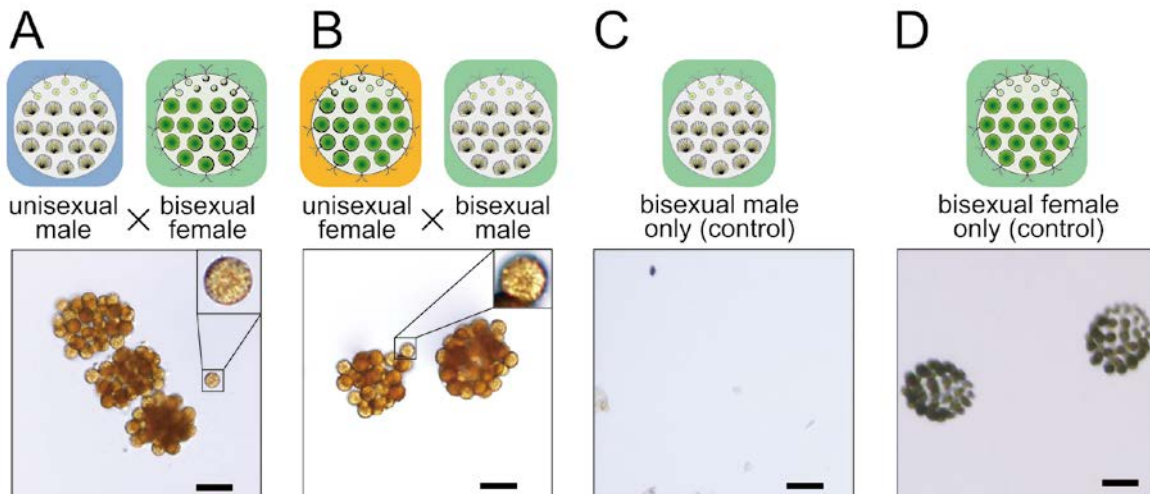 A
B
C
D
unisexual male × bisexual female
unisexual female × bisexual male
bisexual male only (control)
bisexual female only (control)